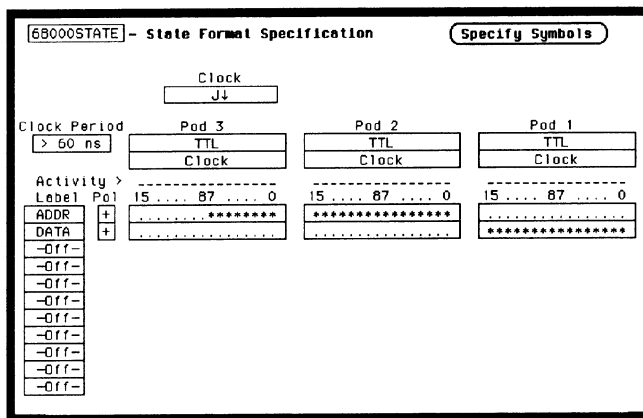 68000STATE – State Format Specification Specify Symbols
Clock
J↓
Clock Period Pod 3 Pod 2 Pod 1
> 60 ns TTL TTL TTL
Clock Clock Clock
Activity > ---------------- ---------------- ----------------
Label Pol 15 .... 87 .... 0 15 .... 87 .... 0 15 .... 87 .... 0
ADDR + ........******** **************** ................
DATA + ................ ................ ****************
-Off-
-Off-
-Off-
-Off-
-Off-
-Off-
-Off-
-Off-
-Off-